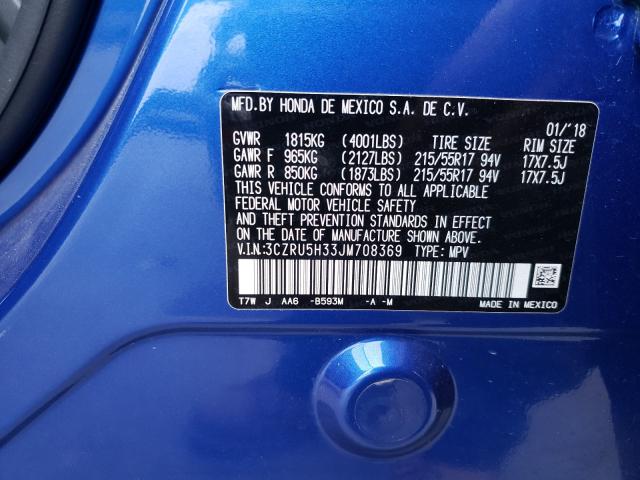 MFD.BY HONDA DE MEXICO S.A. DE C.V.
01/'18
GVWR 1815KG (4001LBS) TIRE SIZE RIM SIZE
GAWR F 965KG (2127LBS) 215/55R17 94V 17X7.5J
GAWR R 850KG (1873LBS) 215/55R17 94V 17X7.5J
THIS VEHICLE CONFORMS TO ALL APPLICABLE
FEDERAL MOTOR VEHICLE SAFETY
AND THEFT PREVENTION STANDARDS IN EFFECT
ON THE DATE OF MANUFACTURE SHOWN ABOVE.
V.I.N:3CZRU5H33JM708369 TYPE: MPV
T7W J AA6 -B593M -A -M
MADE IN MEXICO